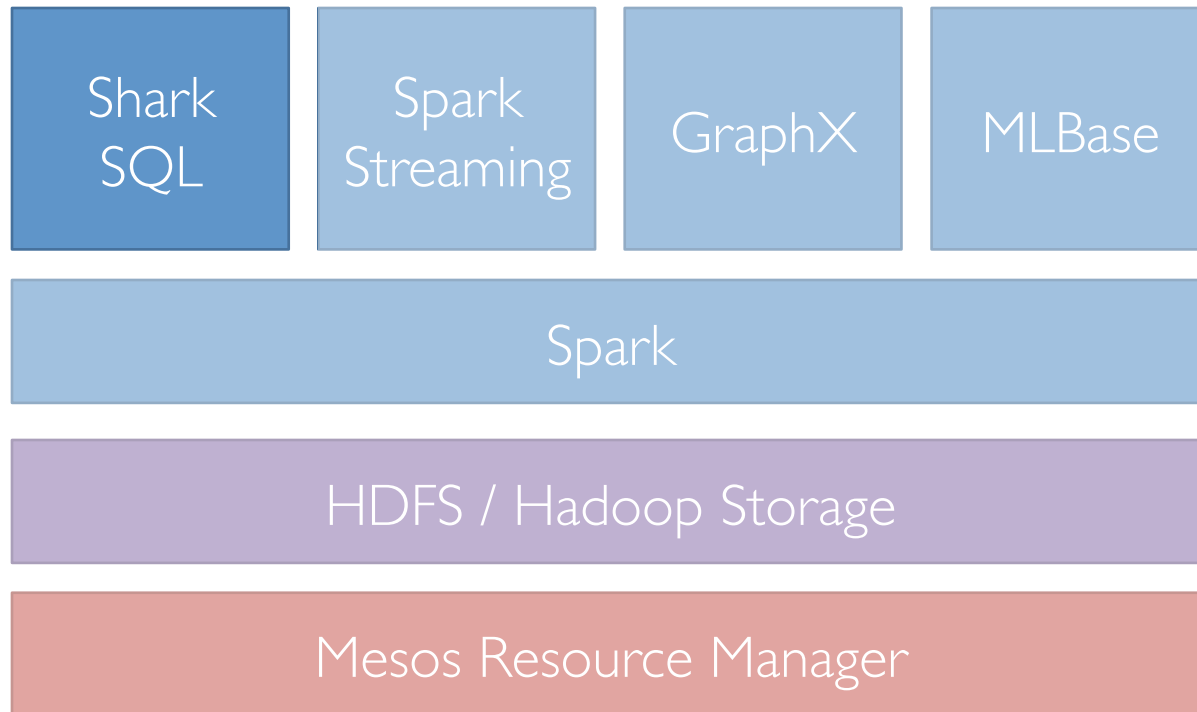 Shark
SQL
Spark
Streaming
GraphX
MLBase
Spark
HDFS / Hadoop Storage
Mesos Resource Manager